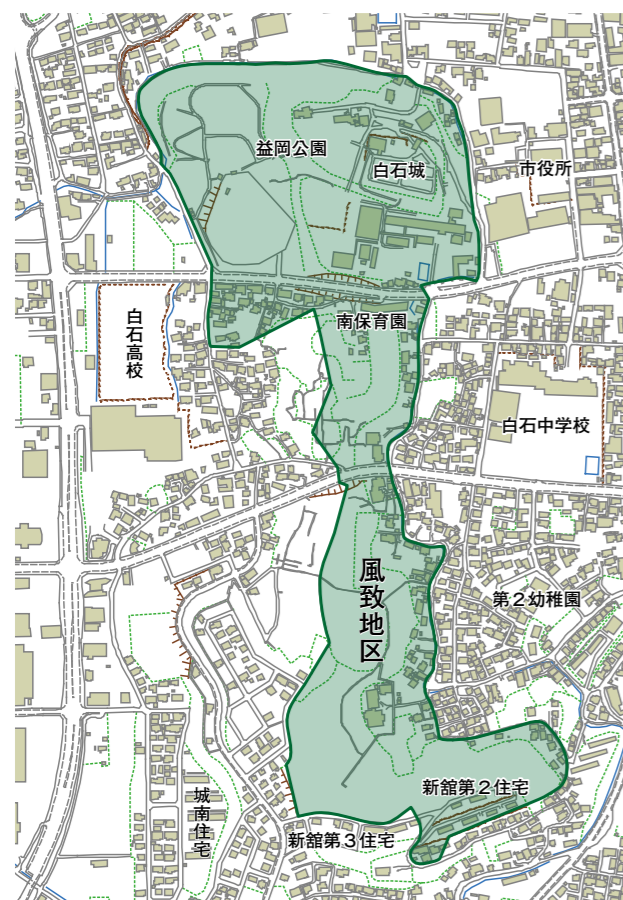 益岡公園
白石城
市役所
南保育園
白石高校
白石中学校
第２幼稚園
風致地区
新舘第２住宅
城南住宅
新舘第３住宅